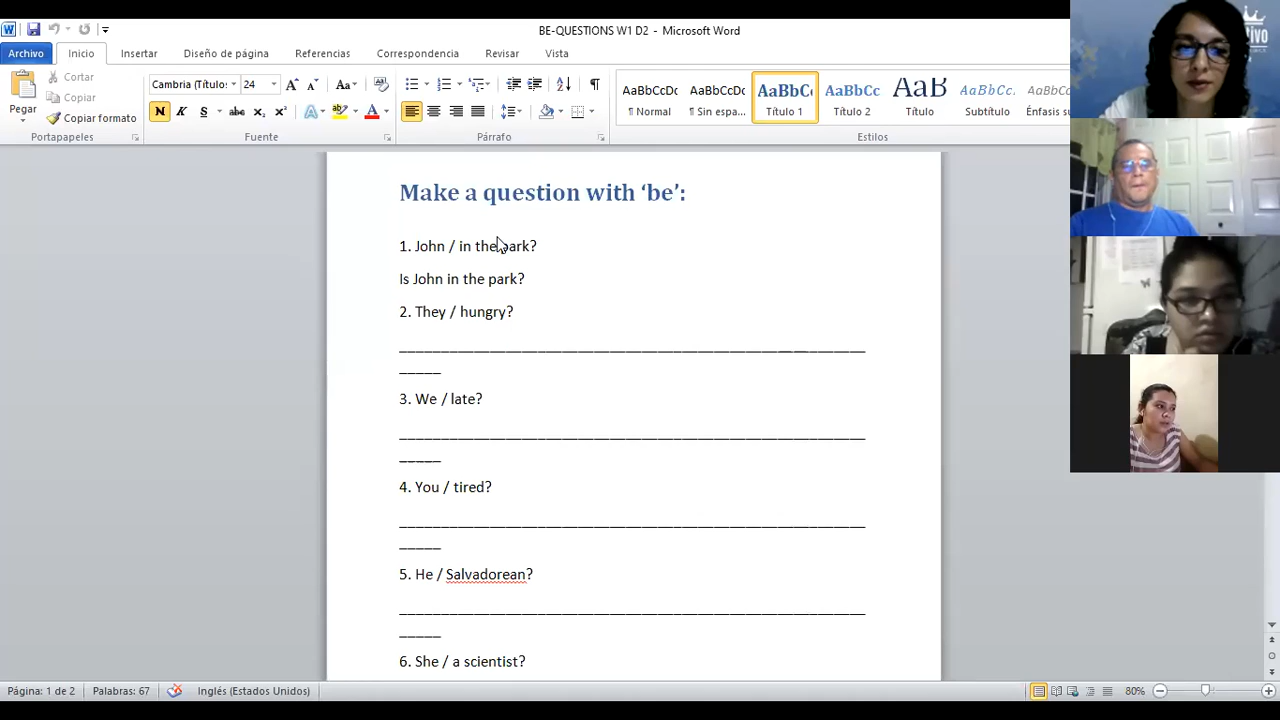 BE-QUESTIONS W1 D2 - Microsoft Word
Archivo Inicio Insertar Diseño de página Referencias Correspondencia Revisar Vista
Pegar
Cortar
Copiar
Copiar formato
Portapapeles
Cambria (Título: 24
Fuente
Párrafo
AaBbCcDc AaBbCcDc AaBbC AaBbCc AaB AaBbCc. AaBbCc
¶ Normal ¶ Sin espa... Título 1 Título 2 Título Subtítulo Énfasis su
Estilos
Make a question with ‘be’:
1. John / in the park?
Is John in the park?
2. They / hungry?
3. We / late?
4. You / tired?
5. He / Salvadorean?
6. She / a scientist?
Página: 1 de 2 Palabras: 67 Inglés (Estados Unidos) 80%